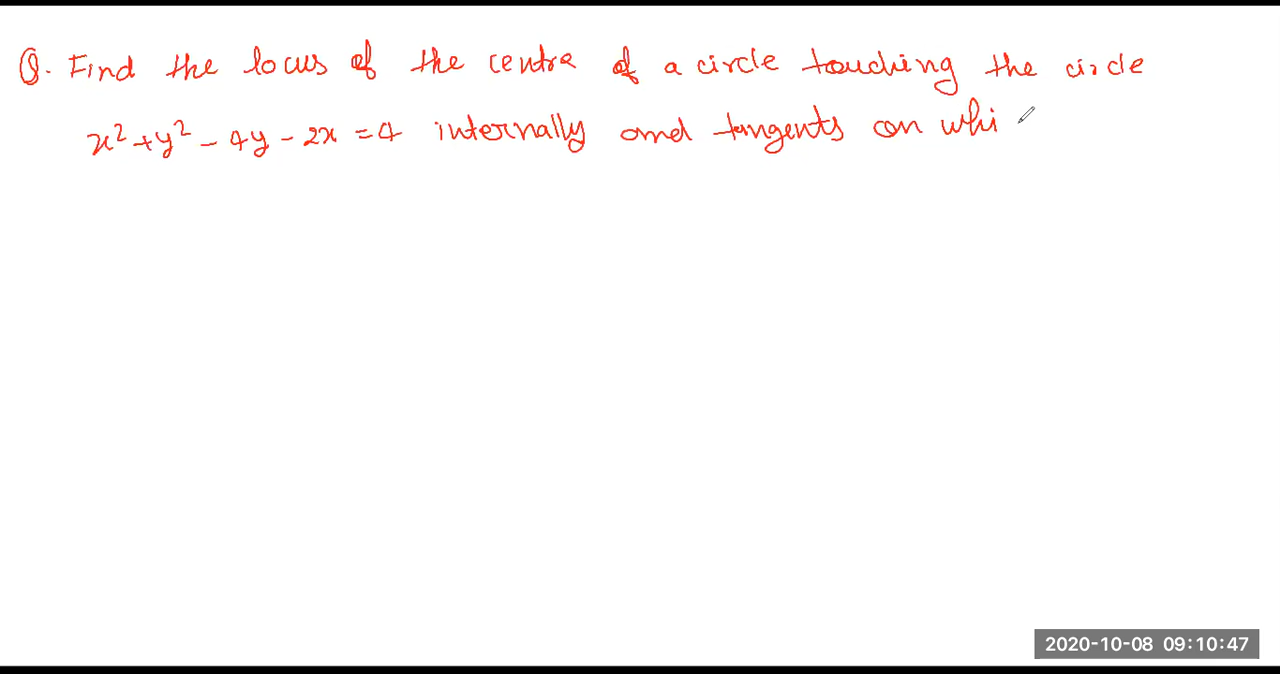 Q. Find the locus of the centre of a circle touching the circle
x² + y² - 4y - 2x = 4 internally and tangents on whi
2020-10-08 09:10:47